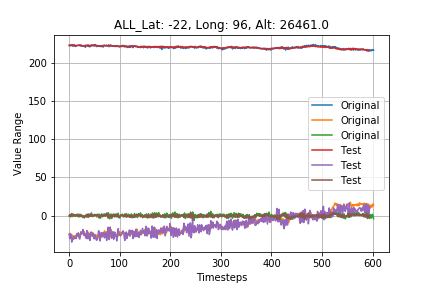 ALL_Lat: -22, Long: 96, Alt: 26461.0
200
150
100
50
0
Value Range
Original
Original
Original
Test
Test
Test
0 100 200 300 400 500 600
Timesteps